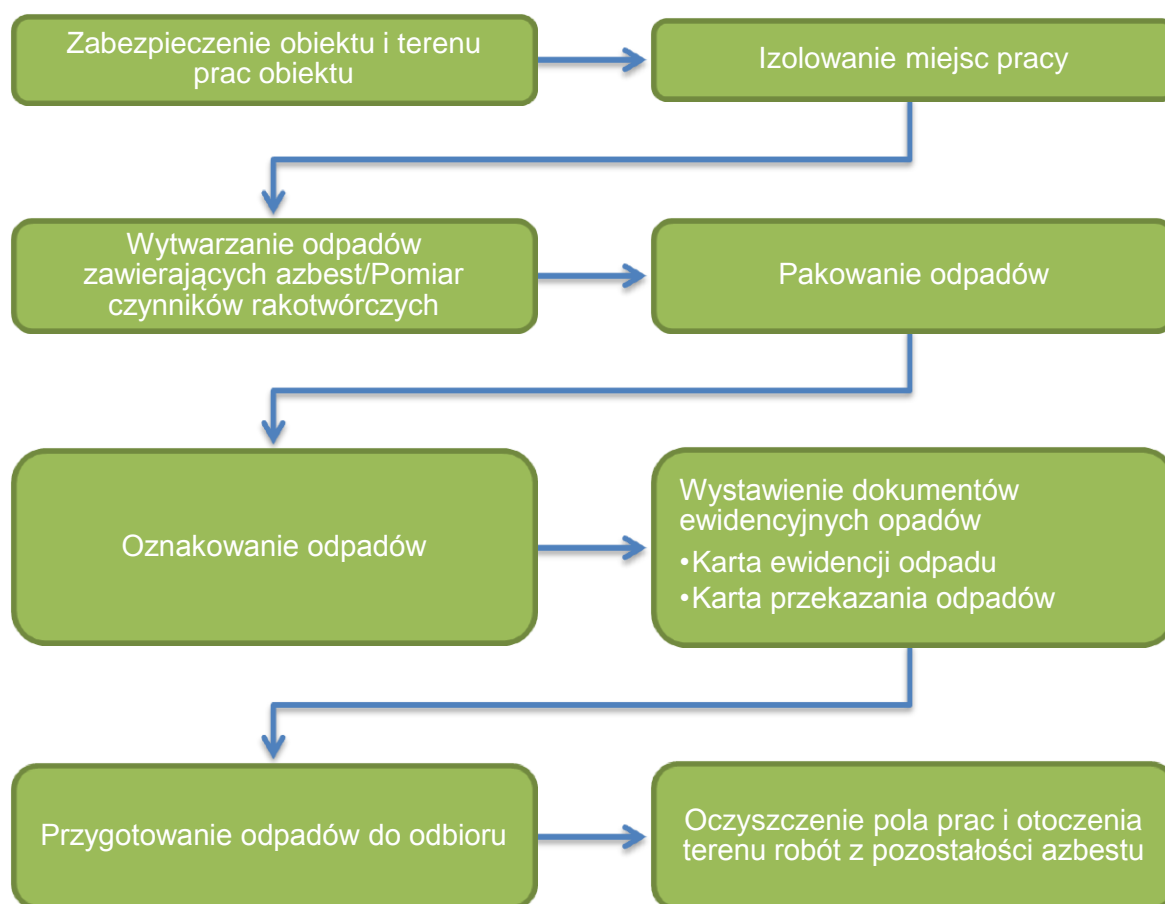 Zabezpieczenie obiektu i terenu
prac obiektu
Izolowanie miejsc pracy
Wytwarzanie odpadów
zawierających azbest/Pomiar
czynników rakotwórczych
Pakowanie odpadów
Oznakowanie odpadów
Wystawienie dokumentów
ewidencyjnych opadów
•Karta ewidencji odpadu
•Karta przekazania odpadów
Przygotowanie odpadów do odbioru
Oczyszczenie pola prac i otoczenia
terenu robót z pozostałości azbestu